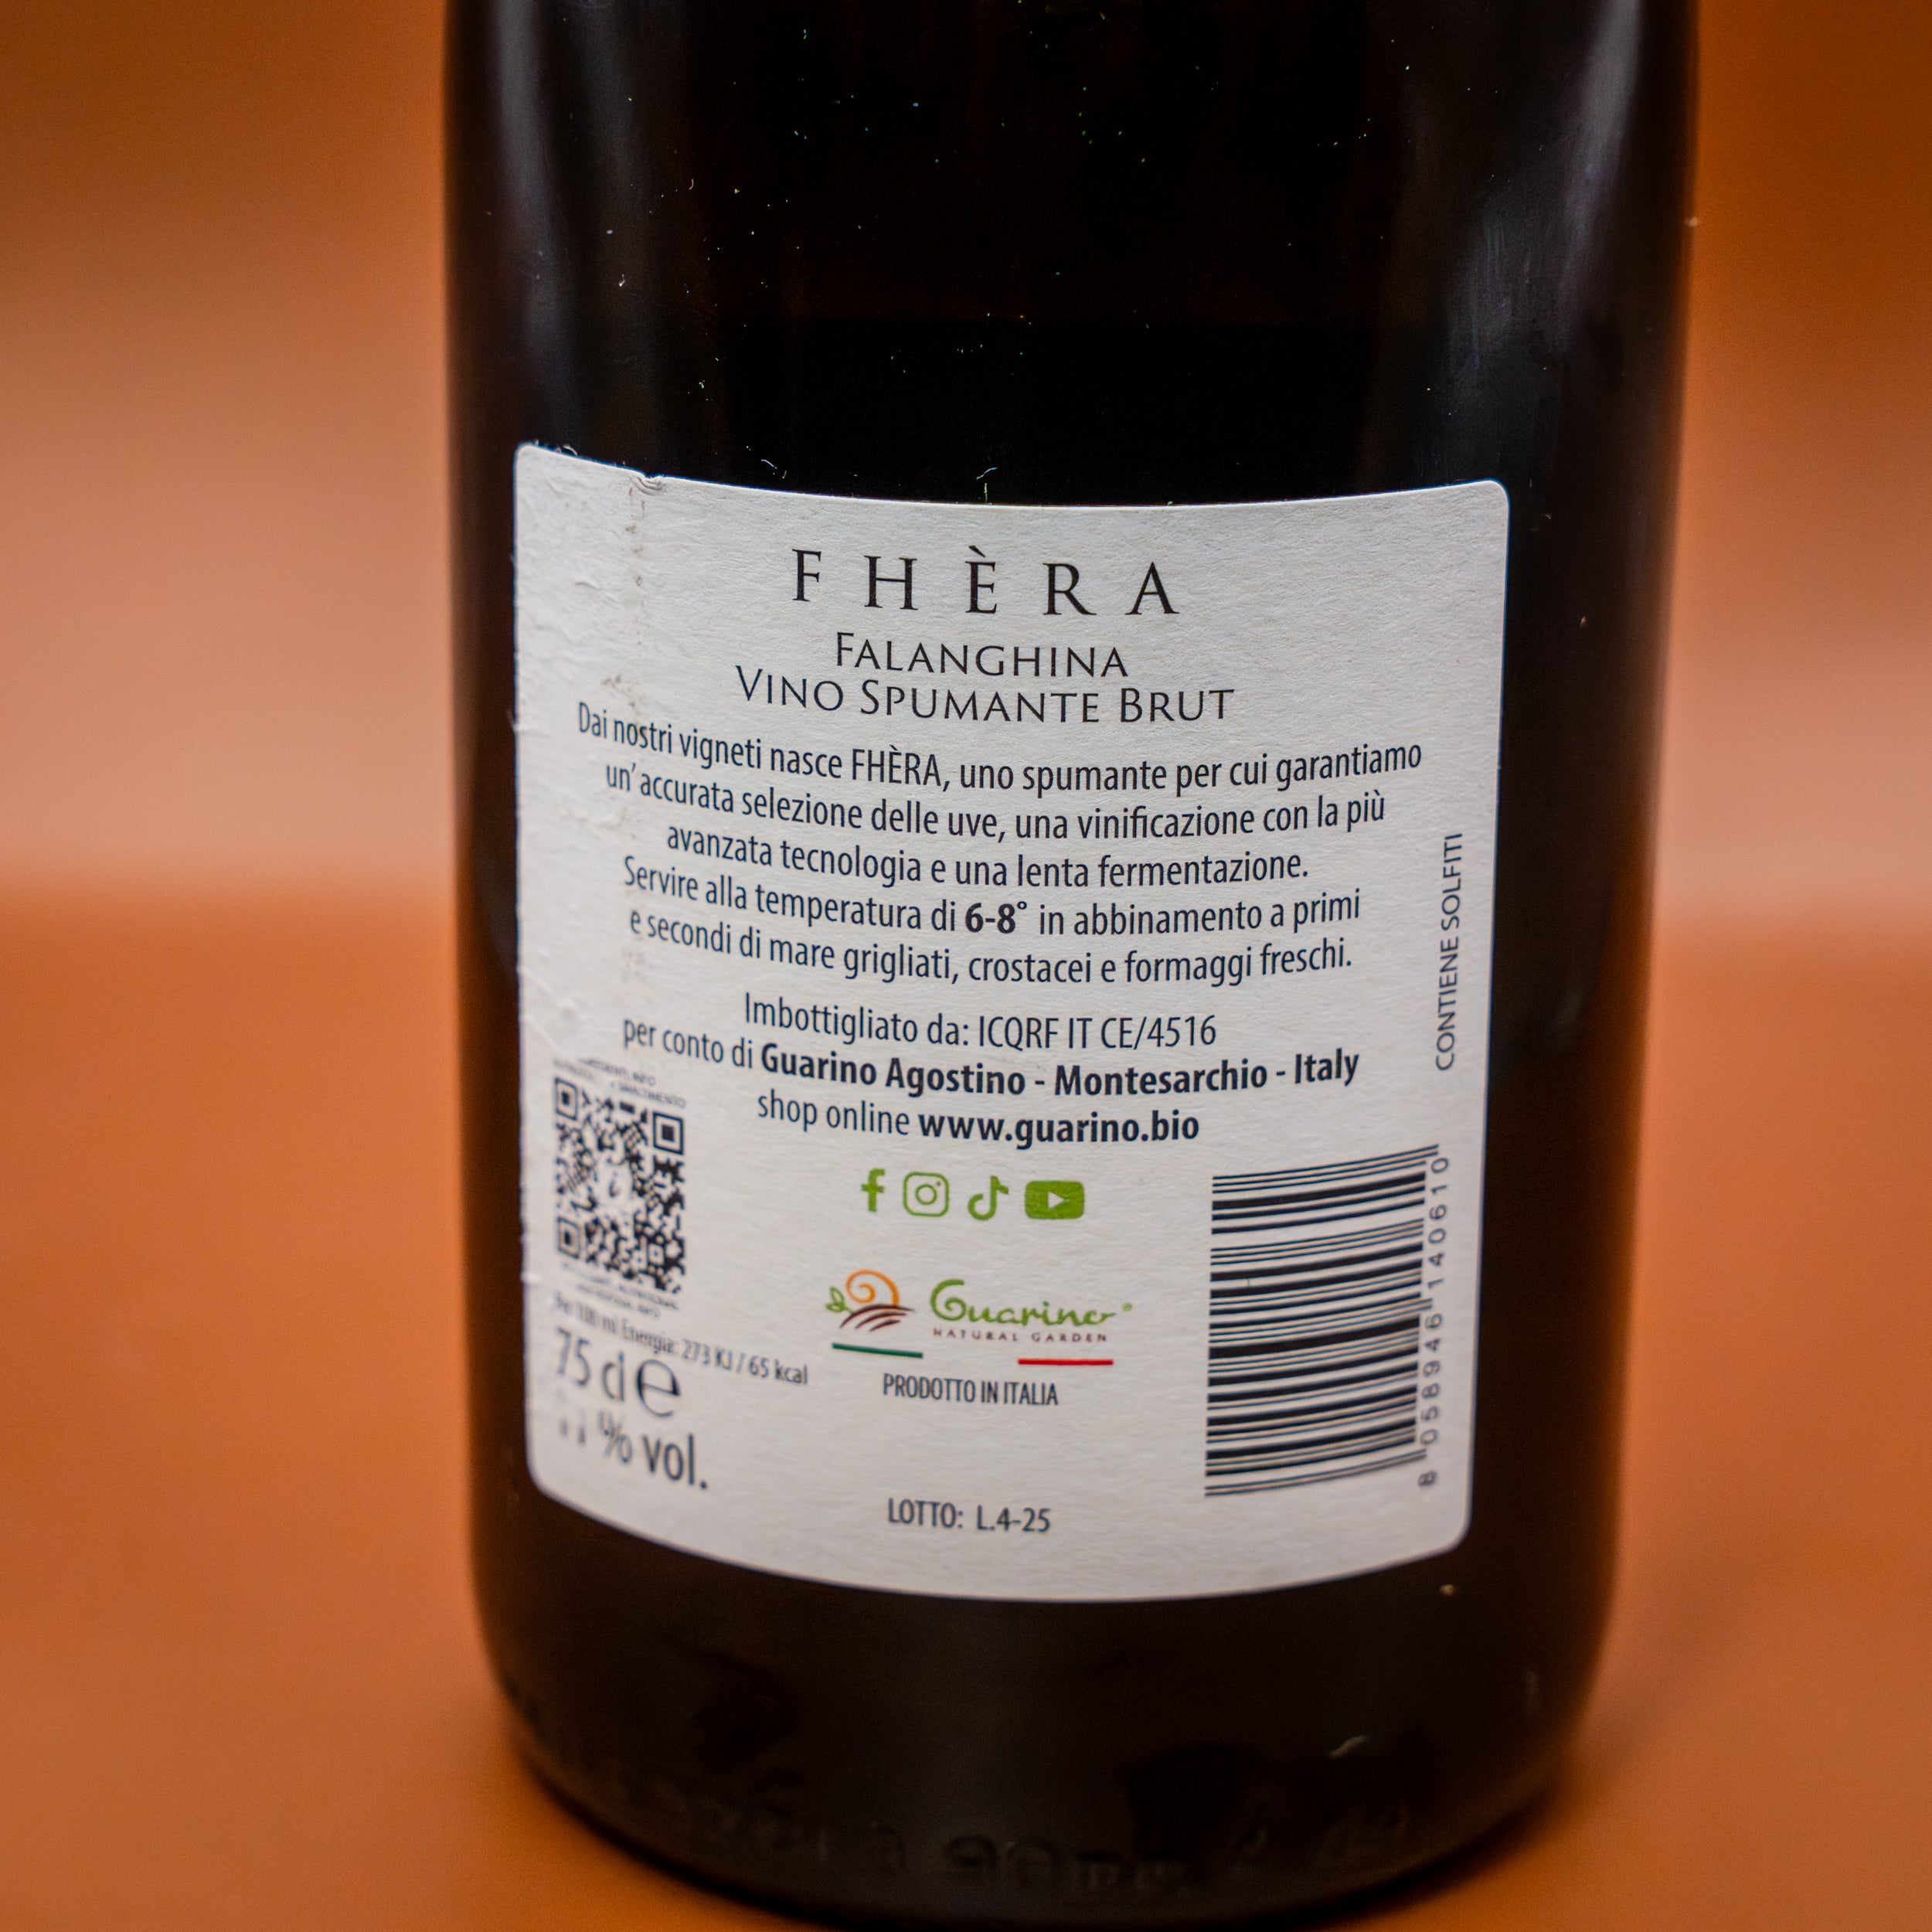 FHÈRA
FALANGHINA
VINO SPUMANTE BRUT
Dai nostri vigneti nasce FHÈRA, uno spumante per cui garantiamo
un'accurata selezione delle uve, una vinificazione con la più
avanzata tecnologia e una lenta fermentazione.
Servire alla temperatura di 6-8° in abbinamento a primi
e secondi di mare grigliati, crostacei e formaggi freschi.
CONTIENE SOLFITI
Imbottigliato da: ICQRF IT CE/4516
per conto di Guarino Agostino - Montesarchio - Italy
shop online www.guarino.bio
Guarino®
NATURAL GARDEN
PRODOTTO IN ITALIA
Per 100 ml Energia: 273 KJ / 65 kcal
75 cl e
% vol.
8 058946 140610
LOTTO: L.4-25